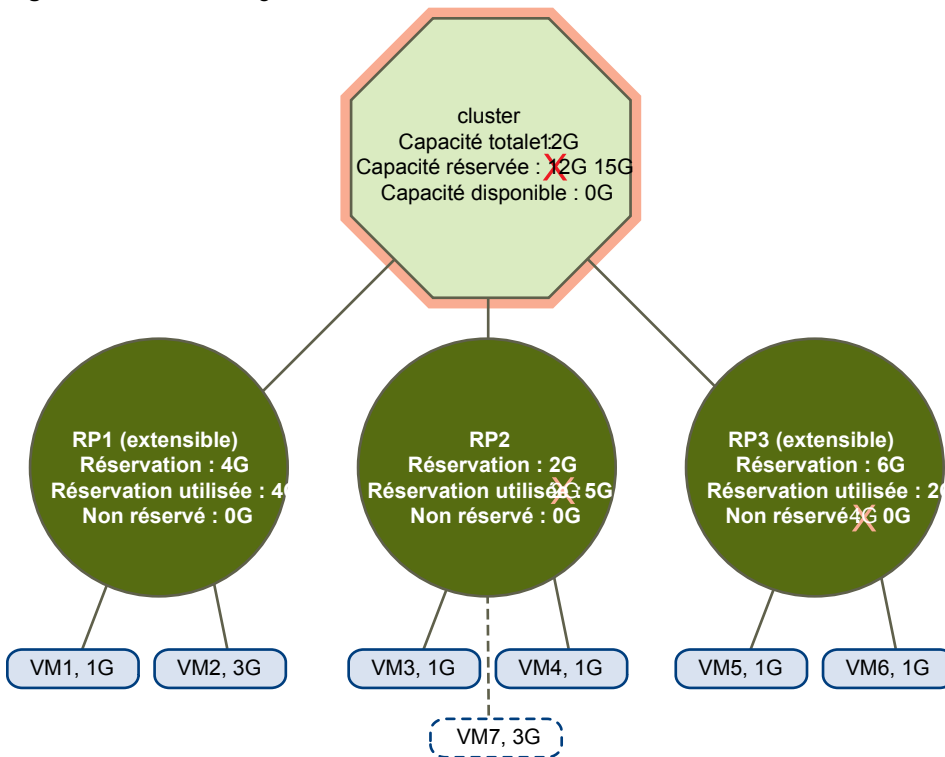 cluster
Capacité totale : 12G
Capacité réservée : 12G 15G
Capacité disponible : 0G
RP1 (extensible)
Réservation : 4G
Réservation utilisée : 4G
Non réservé : 0G
RP2
Réservation : 2G
Réservation utilisée : 2G 5G
Non réservé : 0G
RP3 (extensible)
Réservation : 6G
Réservation utilisée : 2G
Non réservé 4G 0G
VM1, 1G
VM2, 3G
VM3, 1G
VM4, 1G
VM5, 1G
VM6, 1G
VM7, 3G